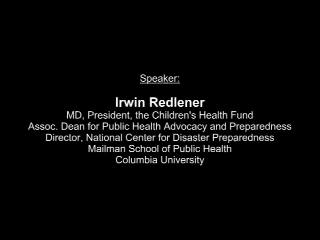 Speaker:
Irwin Redlener
MD, President, the Children's Health Fund
Assoc. Dean for Public Health Advocacy and Preparedness
Director, National Center for Disaster Preparedness
Mailman School of Public Health
Columbia University